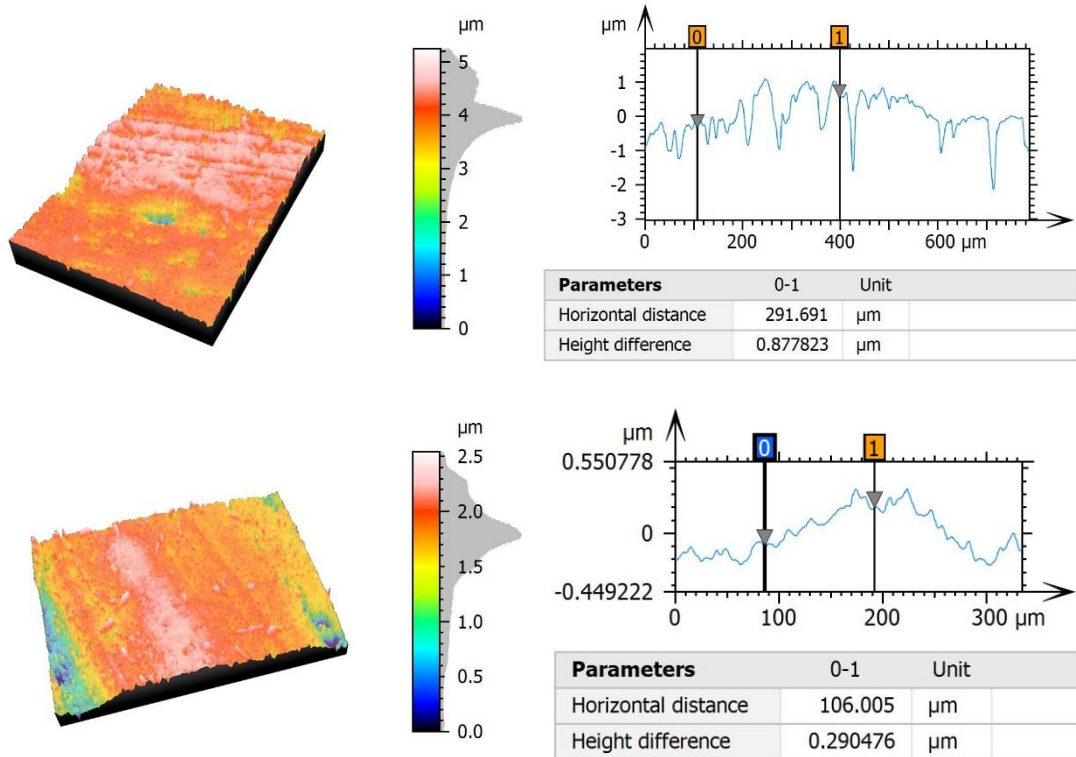 µm
5
4
3
2
1
0
µm
0
1
1
0
-1
-2
-3
0 200 400 600 µm
Parameters 0-1 Unit
Horizontal distance 291.691 µm
Height difference 0.877823 µm
µm
2.5
2.0
1.5
1.0
0.5
0.0
µm
0
1
0.550778
0
-0.449222
0 100 200 300 µm
Parameters 0-1 Unit
Horizontal distance 106.005 µm
Height difference 0.290476 µm